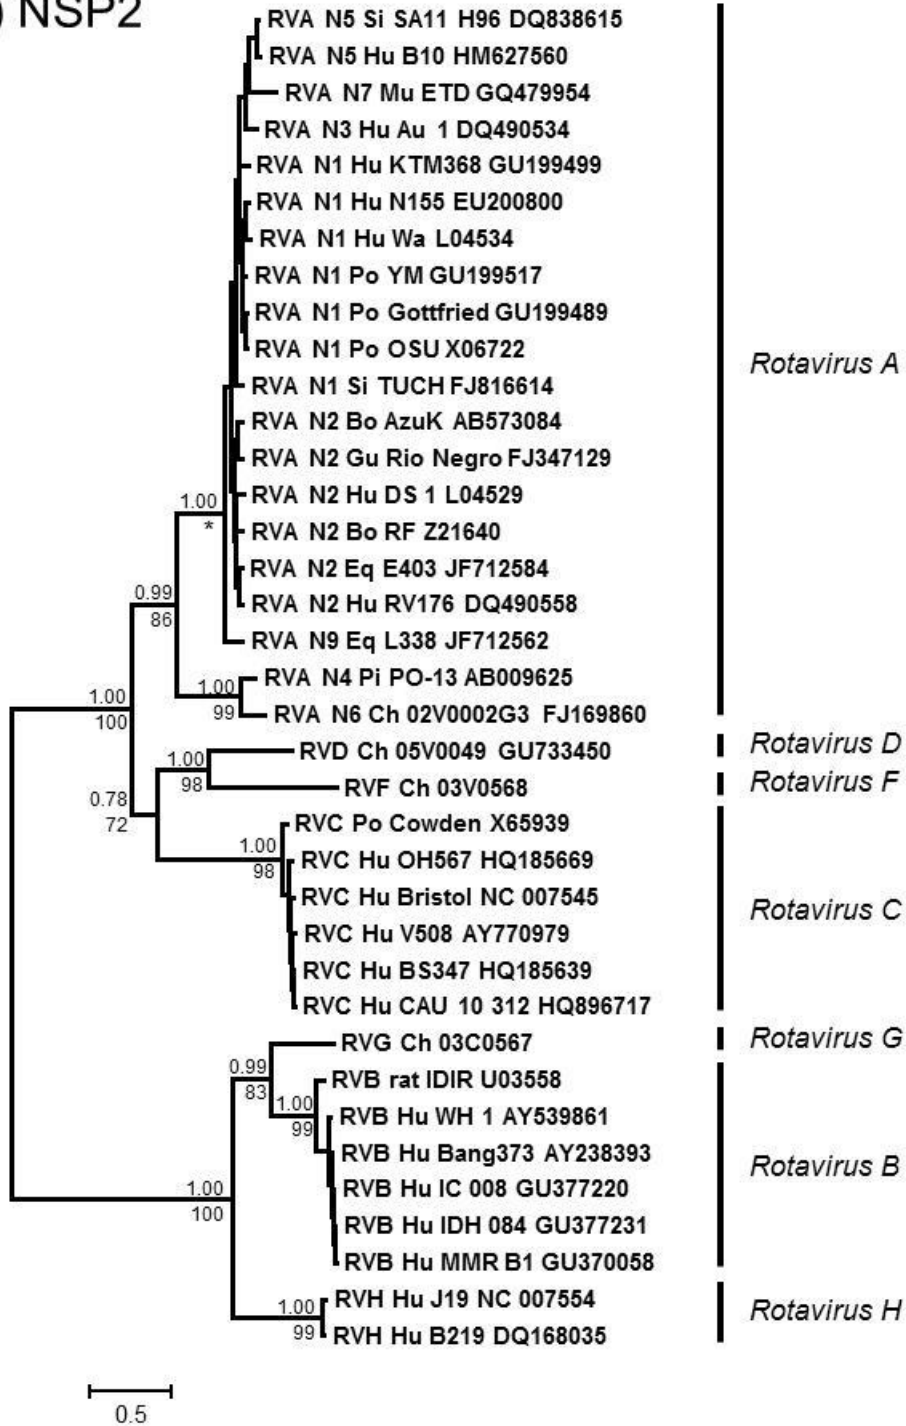 ) NSP2
RVA N5 Si SA11 H96 DQ838615
RVA N5 Hu B10 HM627560
RVA N7 Mu ETD GQ479954
RVA N3 Hu Au 1 DQ490534
RVA N1 Hu KTM368 GU199499
RVA N1 Hu N155 EU200800
RVA N1 Hu Wa L04534
RVA N1 Po YM GU199517
RVA N1 Po Gottfried GU199489
RVA N1 Po OSU X06722
Rotavirus A
RVA N1 Si TUCH FJ816614
RVA N2 Bo AzuK AB573084
RVA N2 Gu Rio Negro FJ347129
RVA N2 Hu DS 1 L04529
1.00
*
RVA N2 Bo RF Z21640
RVA N2 Eq E403 JF712584
0.99
86
RVA N2 Hu RV176 DQ490558
RVA N9 Eq L338 JF712562
RVA N4 Pi PO-13 AB009625
1.00
99
1.00
100
RVA N6 Ch 02V0002G3 FJ169860
RVD Ch 05V0049 GU733450
Rotavirus D
1.00
98
RVF Ch 03V0568
Rotavirus F
0.78
72
RVC Po Cowden X65939
1.00
98
RVC Hu OH567 HQ185669
RVC Hu Bristol NC 007545
Rotavirus C
RVC Hu V508 AY770979
RVC Hu BS347 HQ185639
RVC Hu CAU 10 312 HQ896717
RVG Ch 03C0567
Rotavirus G
0.99
83
RVB rat IDIR U03558
1.00
99
RVB Hu WH 1 AY539861
RVB Hu Bang373 AY238393
Rotavirus B
1.00
100
RVB Hu IC 008 GU377220
RVB Hu IDH 084 GU377231
RVB Hu MMR B1 GU370058
RVH Hu J19 NC 007554
Rotavirus H
1.00
99
RVH Hu B219 DQ168035
0.5